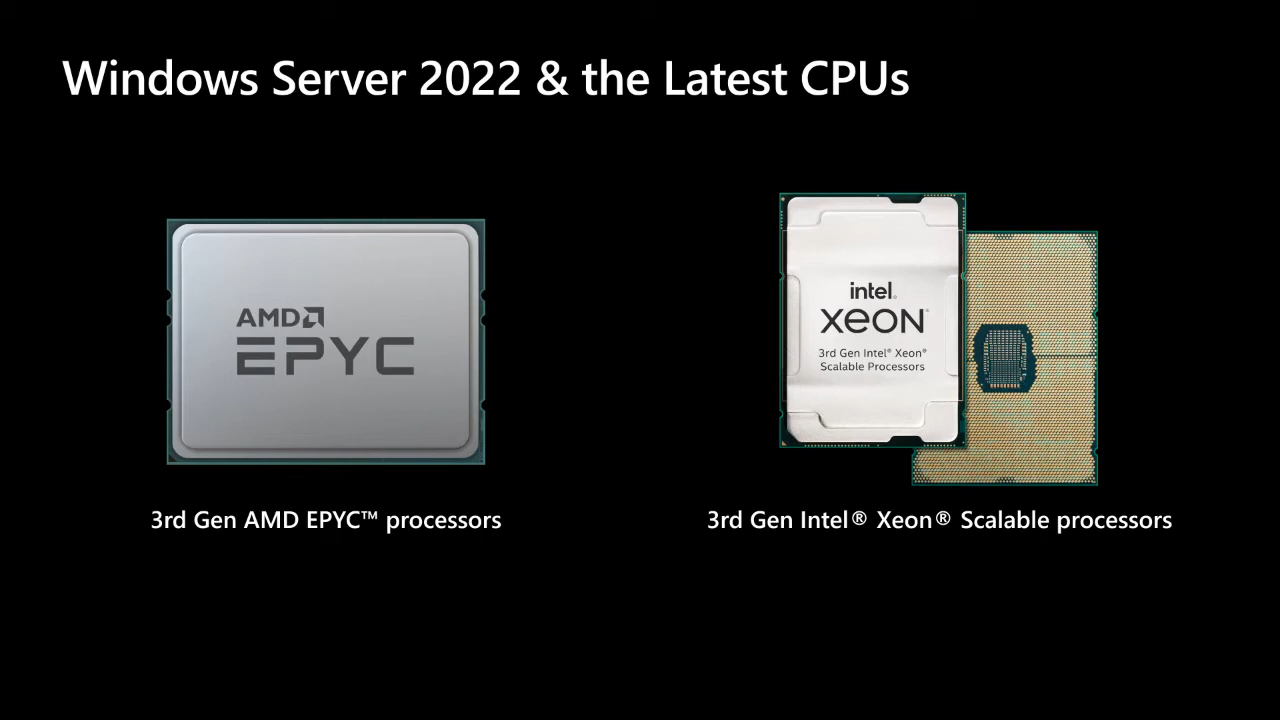 Windows Server 2022 & the Latest CPUs
AMD
EPYC
intel.
XEON®
3rd Gen Intel® Xeon®
Scalable Processors
3rd Gen AMD EPYC™ processors
3rd Gen Intel® Xeon® Scalable processors